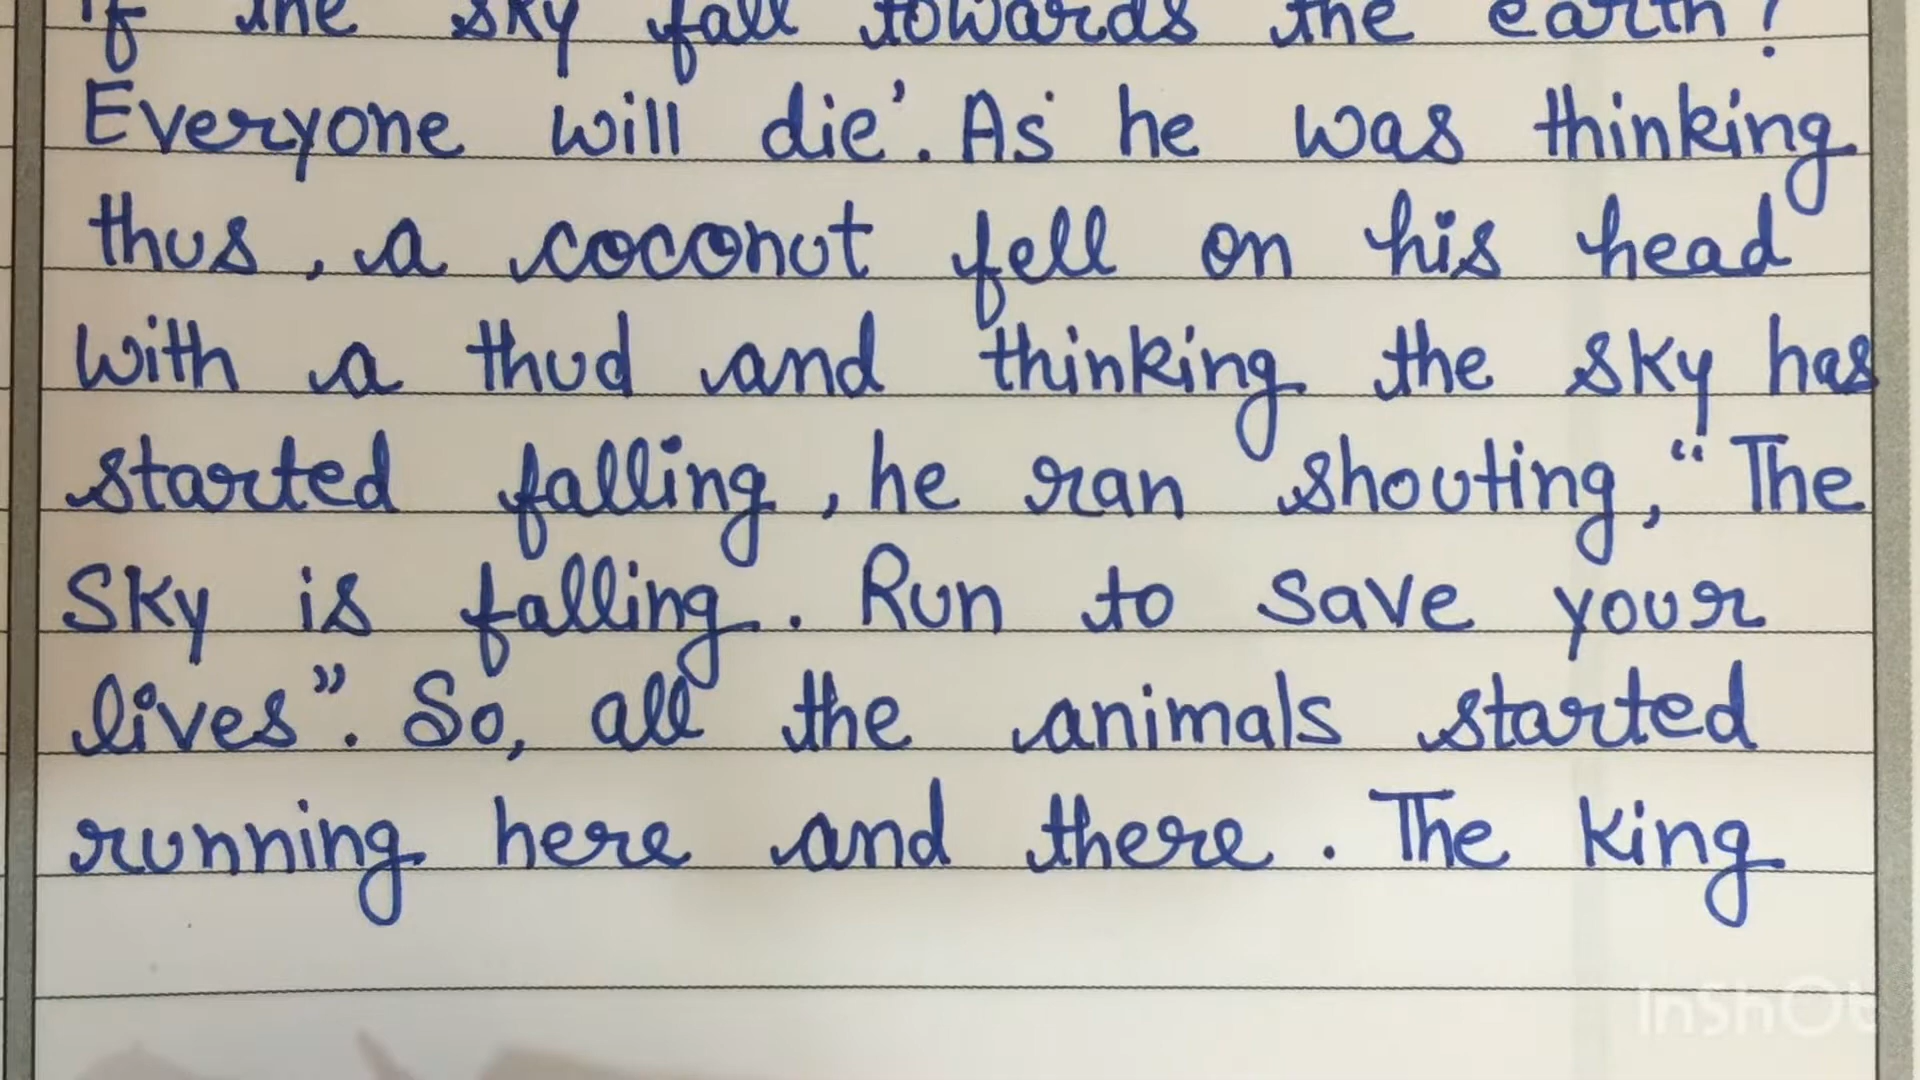 if the sky fall towards the earth?
Everyone will die'. As he was thinking
thus, a coconut fell on his head
with a thud and thinking the sky has
started falling, he ran shouting, “The
Sky is falling. Run to save your
lives”. So, all the animals started
running here and there. The king
InShOt